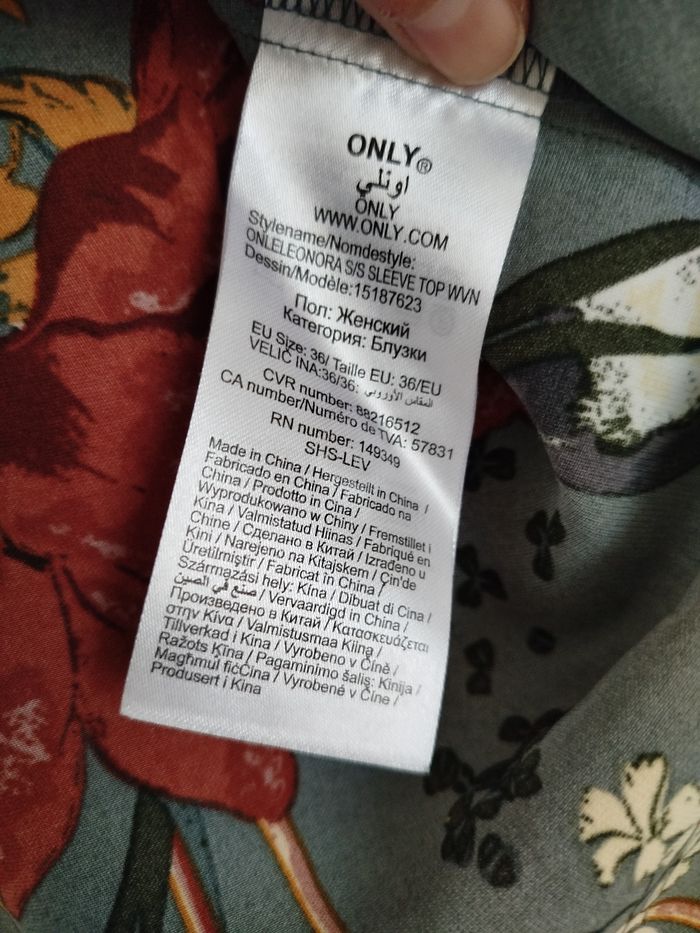 ONLY®
اونلي
ONLY
WWW.ONLY.COM
Stylename/Nomdestyle:
ONLELEONORA S/S SLEEVE TOP WVN
Dessin/Modèle:15187623
Пол: Женский
Категория: Блузки
EU Size: 36/ Taille EU: 36/EU
VELIC INA:36/36: المقاس الأوروبي
CVR number: 88216512
CA number/Numéro de TVA: 57831
RN number: 149349
SHS-LEV
Made in China / Hergestellt in China /
Fabricado en China / Fabricado na
China / Prodotto in Cina /
Wyprodukowano w Chiny / Fremstillet i
Kina / Valmistatud Hiinas / Fabriqué en
Chine / Сделано в Китай / Izrađeno u
Kini / Narejeno na Kitajskem / Çin'de
Üretilmiştir / Fabricat în China /
Származási hely: Kína / Dibuat di Cina /
صنع في الصين / Vervaardigd in China /
Произведено в Китай / Κατασκευάζεται
στην Κίνα / Valmistusmaa Kiina /
Tillverkad i Kina / Vyrobeno v Číně /
Ražots Ķīna / Pagaminimo šalis: Kinija /
Magħmul fiċĊina / Vyrobené v Číne /
Produsert i Kina